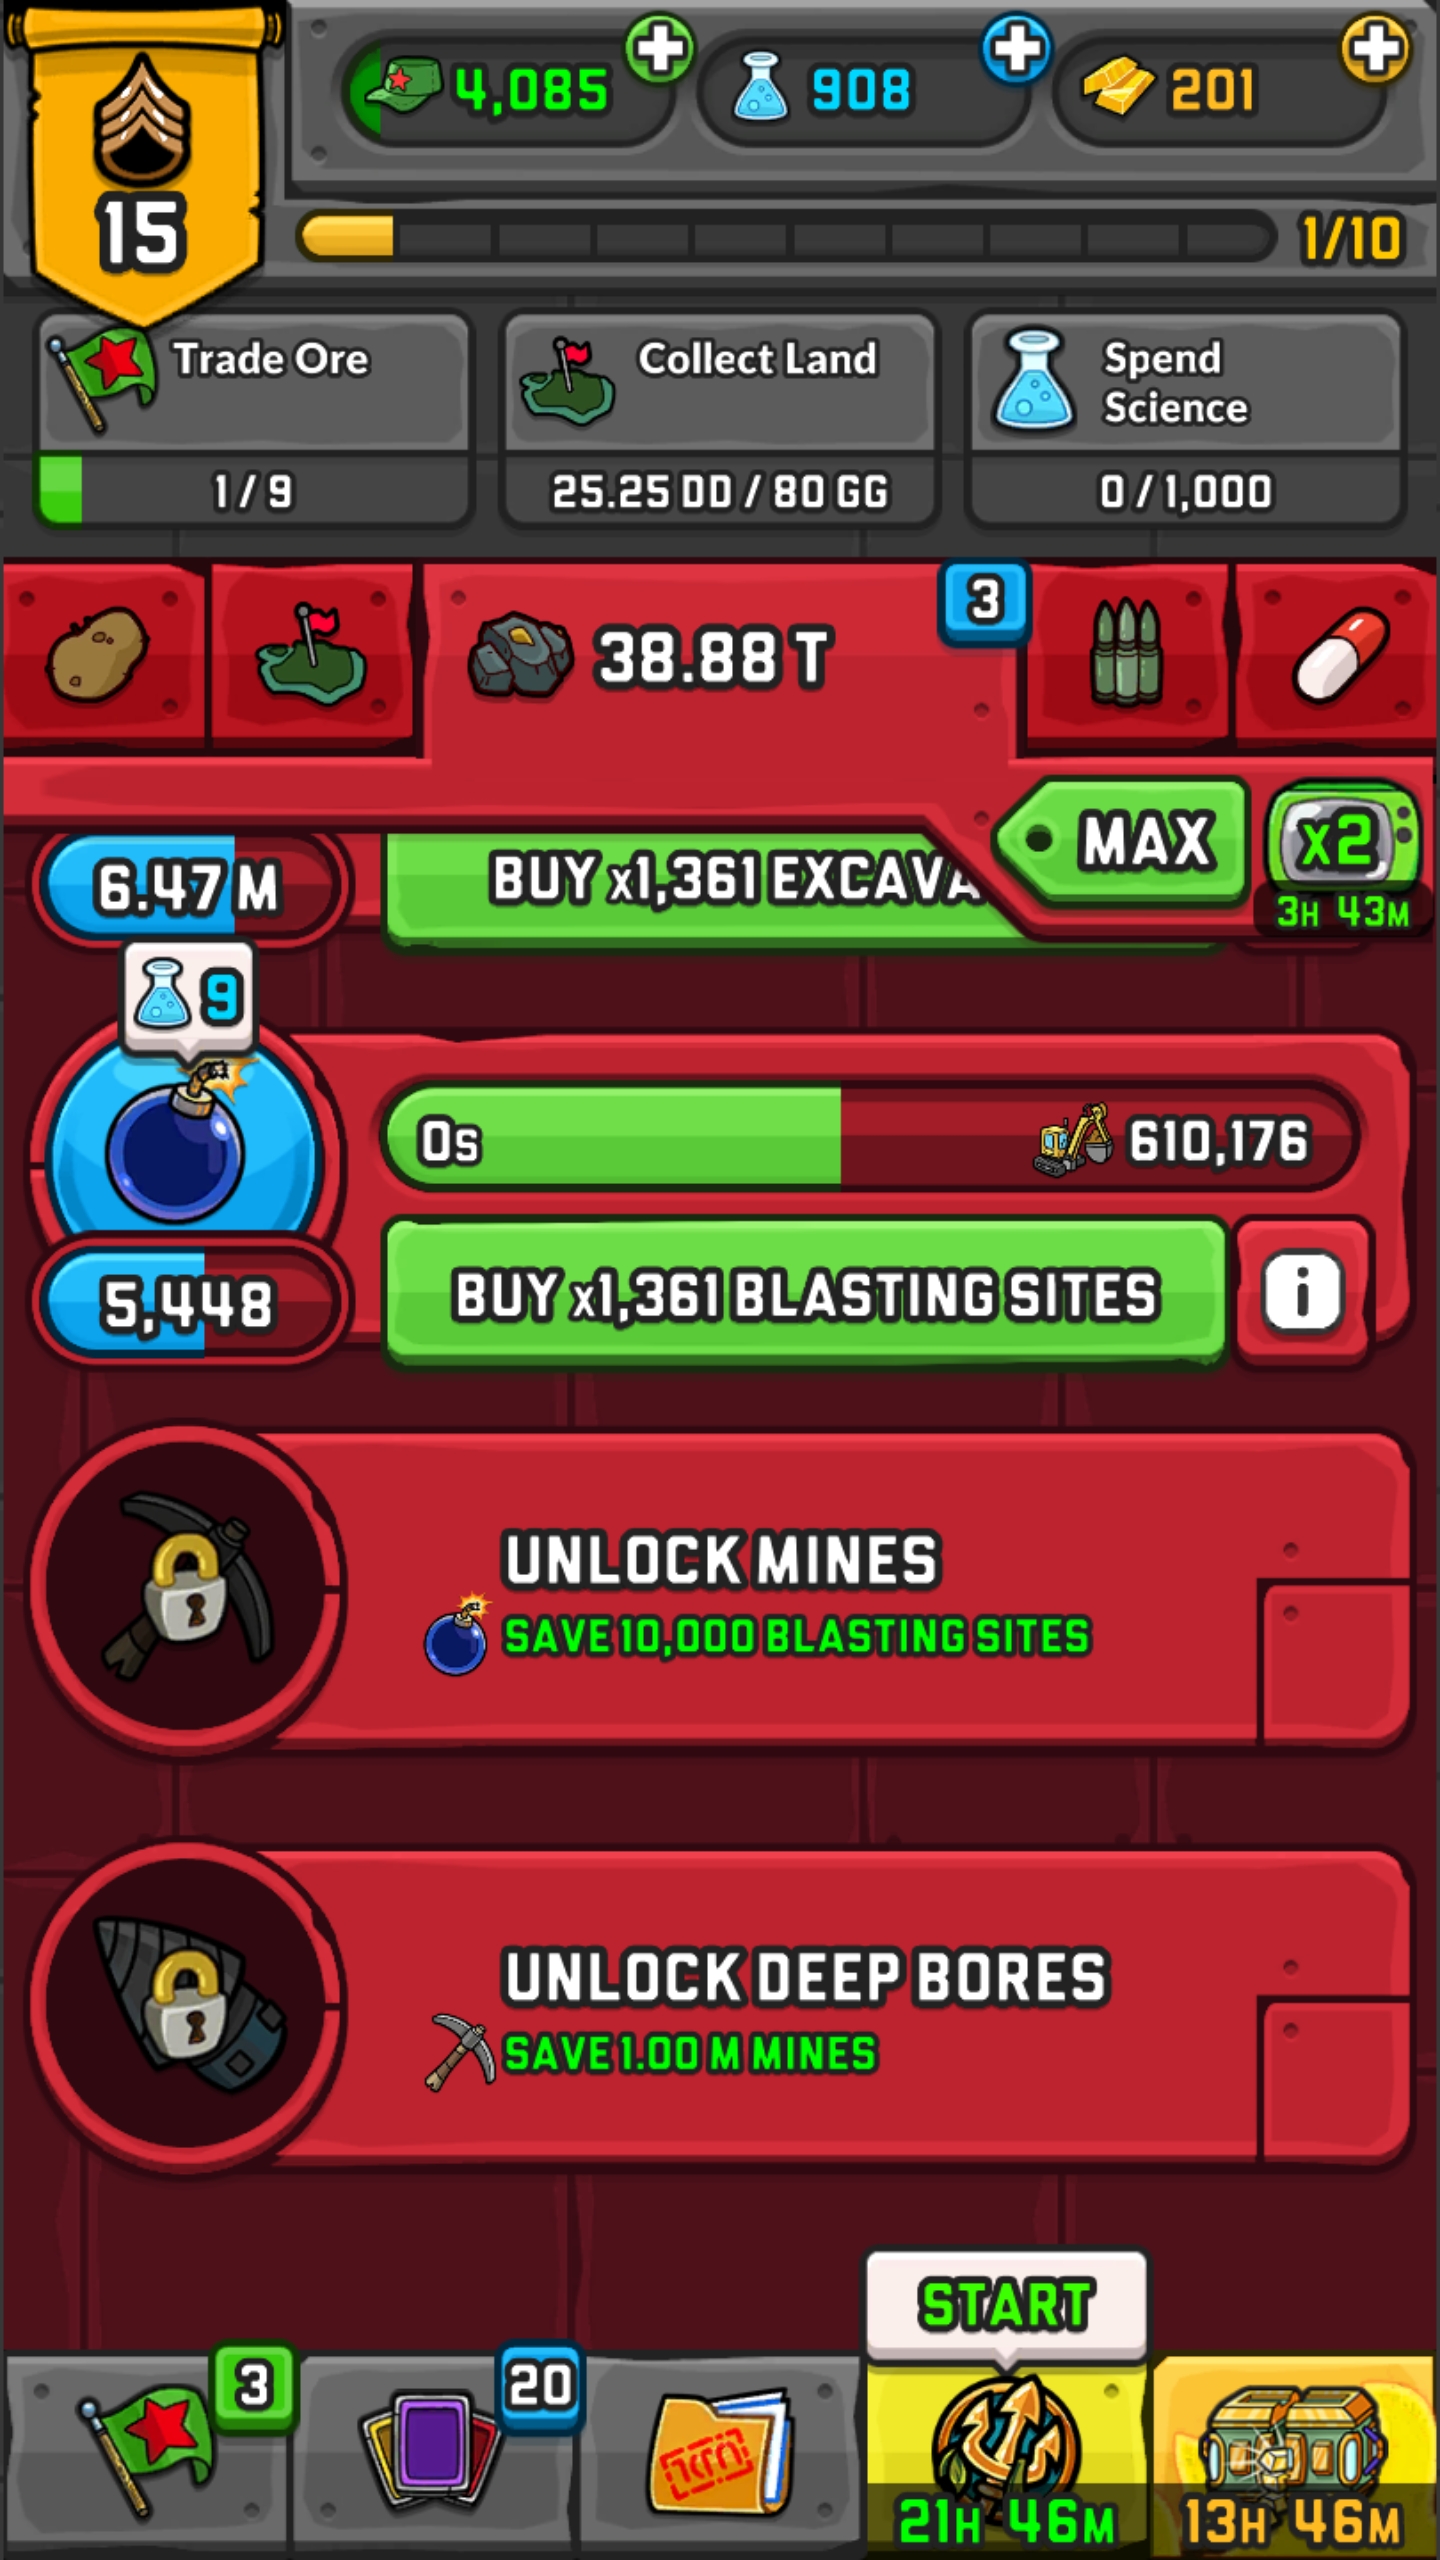 4,085
908
201
15
1/10
Trade Ore
Collect Land
Spend
Science
1 / 9
25.25 DD / 80 GG
0 / 1,000
38.88 T
3
MAX
x2
3H 43M
6.47 M
BUY x1,361 EXCAVA
9
0s
610,176
5,448
BUY x1,361 BLASTING SITES
i
UNLOCK MINES
SAVE 10,000 BLASTING SITES
UNLOCK DEEP BORES
SAVE 1.00 M MINES
START
3
20
21H 46M
13H 46M